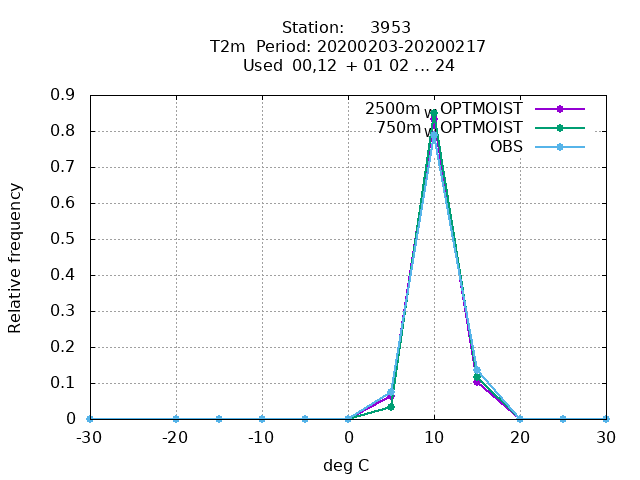 Station: 3953
T2m Period: 20200203-20200217
Used 00,12 + 01 02 ... 24
0.9
0.8
0.7
0.6
0.5
0.4
0.3
0.2
0.1
0
-30
-20
-10
0
10
20
30
Relative frequency
deg C
2500m v OPTMOIST
750m v OPTMOIST
OBS